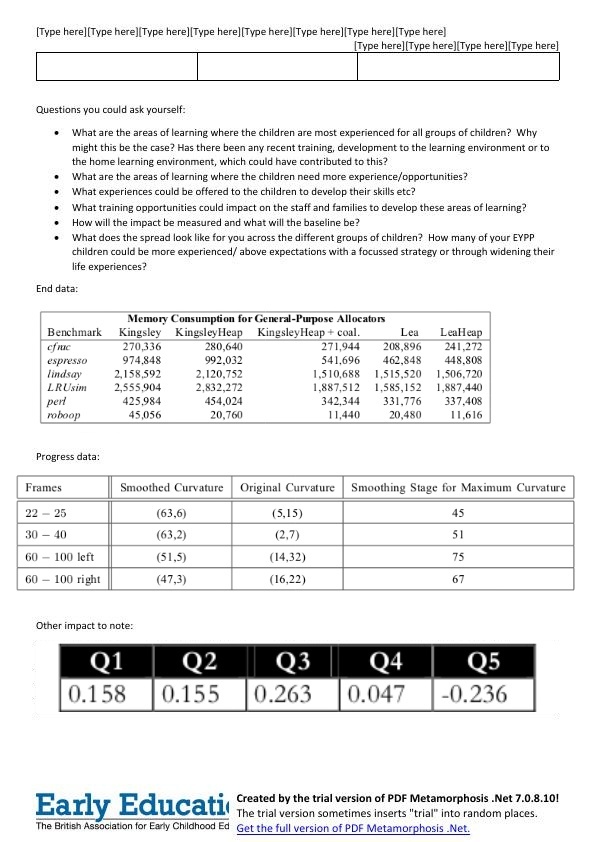 [Type here][Type here][Type here][Type here][Type here][Type here][Type here][Type here]
[Type here][Type here][Type here][Type here]
Questions you could ask yourself:
• What are the areas of learning where the children are most experienced for all groups of children?  Why
might this be the case? Has there been any recent training, development to the learning environment or to
the home learning environment, which could have contributed to this?
• What are the areas of learning where the children need more experience/opportunities?
• What experiences could be offered to the children to develop their skills etc?
• What training opportunities could impact on the staff and families to develop these areas of learning?
• How will the impact be measured and what will the baseline be?
• What does the spread look like for you across the different groups of children?  How many of your EYPP
children could be more experienced/ above expectations with a focussed strategy or through widening their
life experiences?
End data:
Memory Consumption for General-Purpose Allocators
Benchmark Kingsley KingsleyHeap KingsleyHeap + coal. Lea LeaHeap
cfrac 270,336 280,640 271,944 208,896 241,272
espresso 974,848 992,032 541,696 462,848 448,808
lindsay 2,158,592 2,120,752 1,510,688 1,515,520 1,506,720
LRUsim 2,555,904 2,832,272 1,887,512 1,585,152 1,887,440
perl 425,984 454,024 342,344 331,776 337,408
roboop 45,056 20,760 11,440 20,480 11,616
Progress data:
Frames Smoothed Curvature Original Curvature Smoothing Stage for Maximum Curvature
22 − 25 (63,6) (5,15) 45
30 − 40 (63,2) (2,7) 51
60 − 100 left (51,5) (14,32) 75
60 − 100 right (47,3) (16,22) 67
Other impact to note:
Q1 Q2 Q3 Q4 Q5
0.158 0.155 0.263 0.047 -0.236
Early Educati
The British Association for Early Childhood Ed
Created by the trial version of PDF Metamorphosis .Net 7.0.8.10!
The trial version sometimes inserts "trial" into random places.
Get the full version of PDF Metamorphosis .Net.